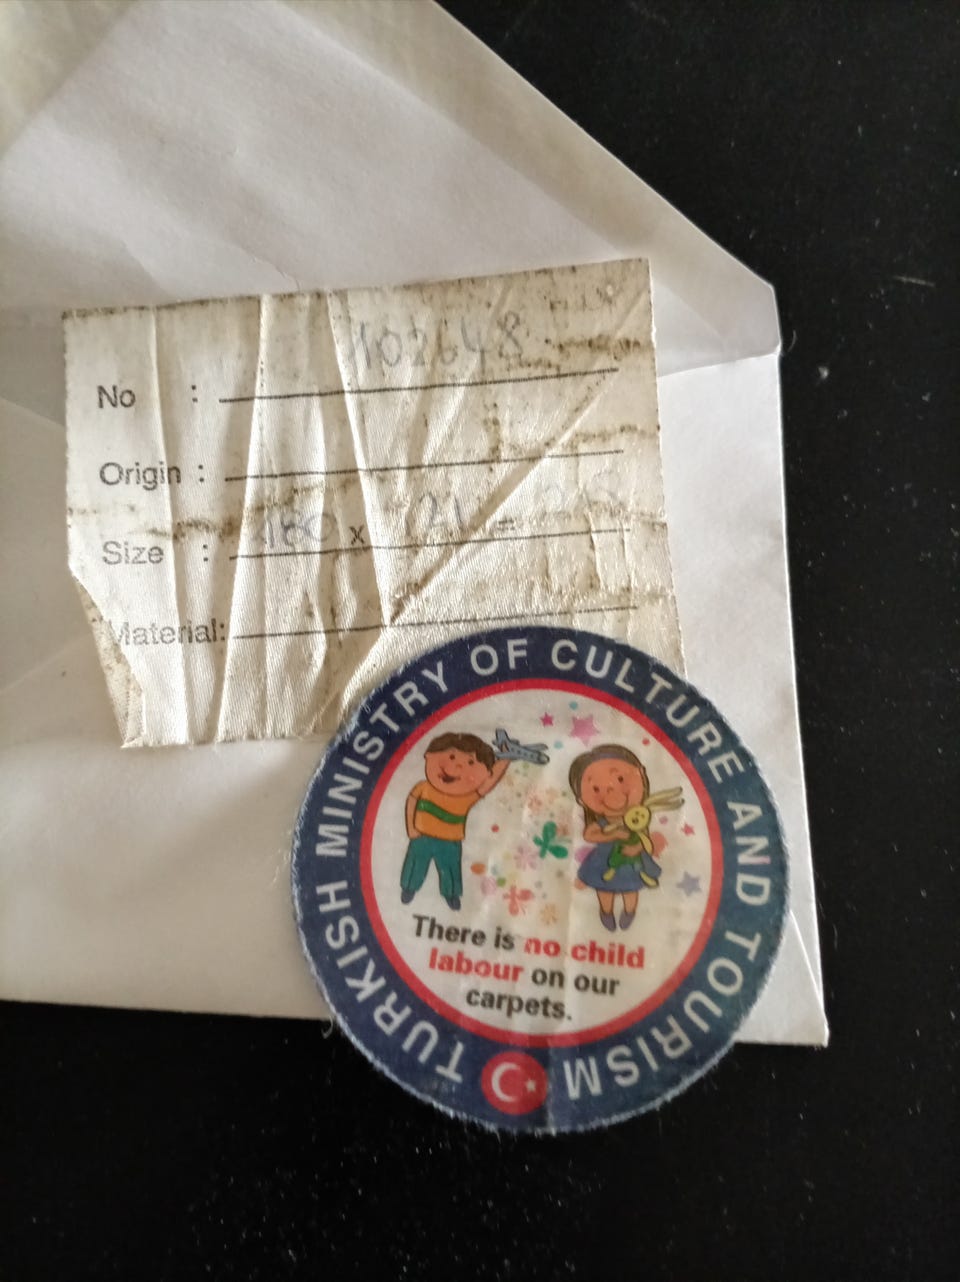 102648
No :
Origin :
Size : 180 x =
Material:
TURKISH MINISTRY OF CULTURE AND TOURISM
There is no child
labour on our
carpets.